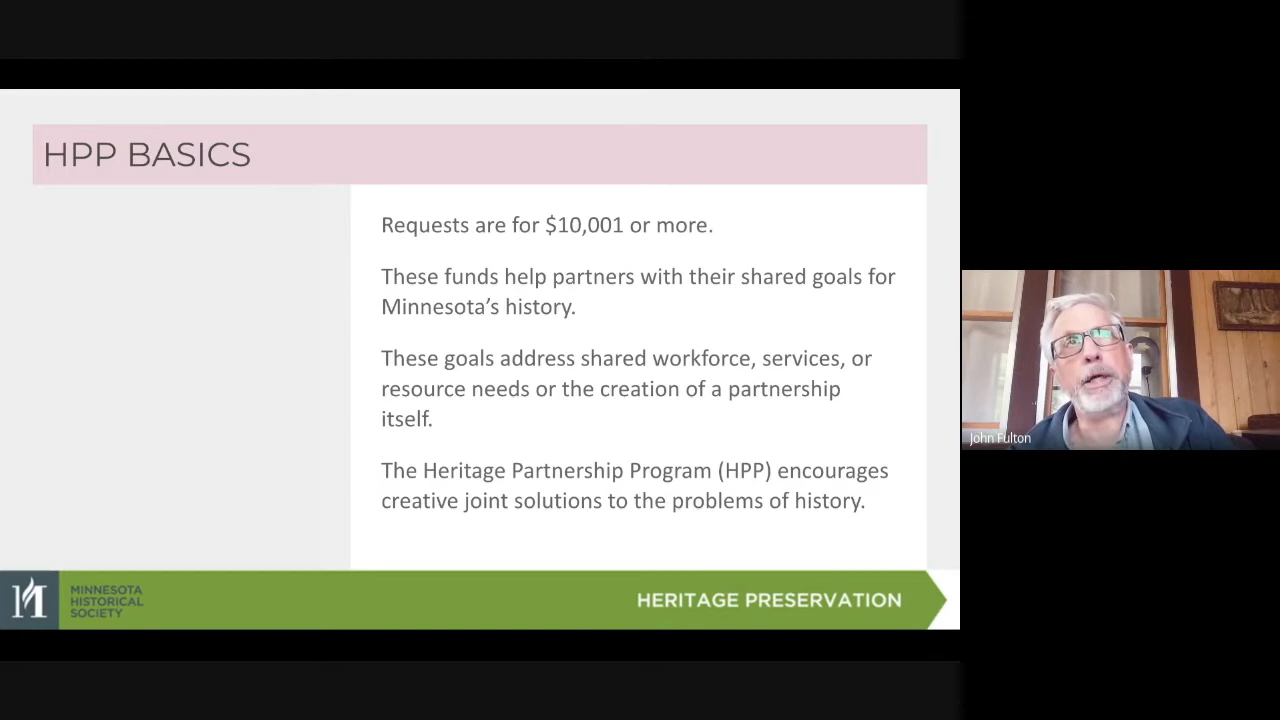 HPP BASICS
Requests are for $10,001 or more.
These funds help partners with their shared goals for
Minnesota’s history.
These goals address shared workforce, services, or
resource needs or the creation of a partnership
itself.
The Heritage Partnership Program (HPP) encourages
creative joint solutions to the problems of history.
John Fulton
MINNESOTA
HISTORICAL
SOCIETY
HERITAGE PRESERVATION